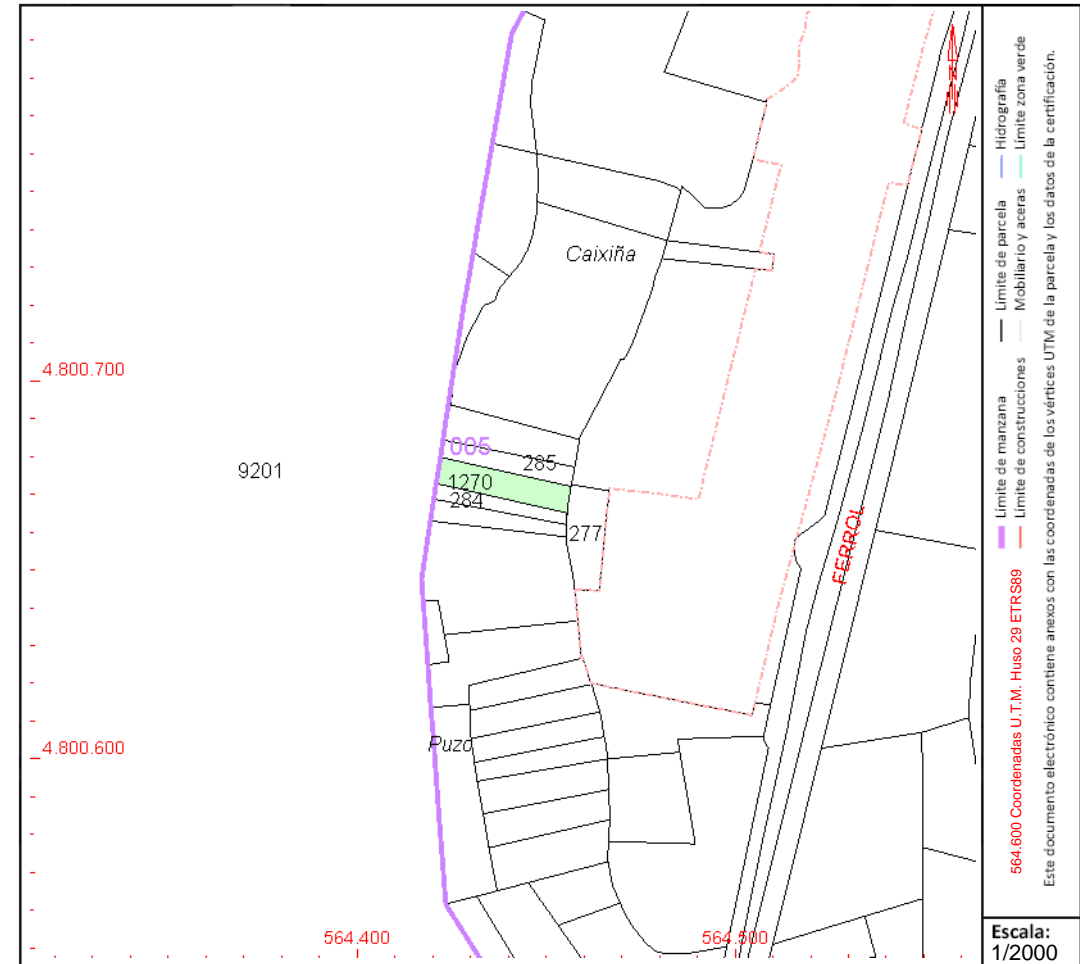 Caixiña
4.800.700
005
285
9201
1270
284
277
FERROL
4.800.600
Puzo
564.400
564.500
Límite de manzana
Límite de parcela
Hidrografía
Límite de construcciones
Mobiliario y aceras
Límite zona verde
564.600 Coordenadas U.T.M. Huso 29 ETRS89
Este documento electrónico contiene anexos con las coordenadas de los vértices UTM de la parcela y los datos de la certificación.
Escala:
1/2000